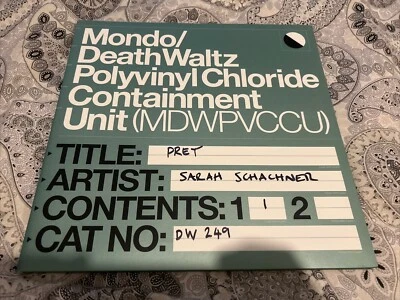 Mondo/
Death Waltz
Polyvinyl Chloride
Containment
Unit (MDWPVCCU)
TITLE: PREY
ARTIST: SARAH SCHACHNER
CONTENTS: 1 1 2
CAT NO: DW 249